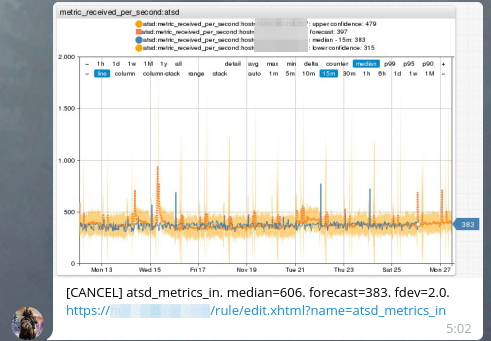 metric_received_per_second:atsd
atsd:metric_received_per_second:host : upper confidence: 479
atsd:metric_received_per_second:host : forecast: 397
atsd:metric_received_per_second:host : median - 15m: 383
atsd:metric_received_per_second:host : lower confidence: 315
− 1h 1d 1w 1M 1y all detail avg max min delta counter median p99 p95 p90 +
− line column column-stack range stack auto 1m 5m 10m 15m 30m 1h 6h 1d 1w 1M −
2.000
1.500
1.000
500
383
0
Mon 13 Wed 15 Fri 17 Nov 19 Tue 21 Thu 23 Sat 25 Mon 27
[CANCEL] atsd_metrics_in. median=606. forecast=383. fdev=2.0.
https:// /rule/edit.xhtml?name=atsd_metrics_in
5:02